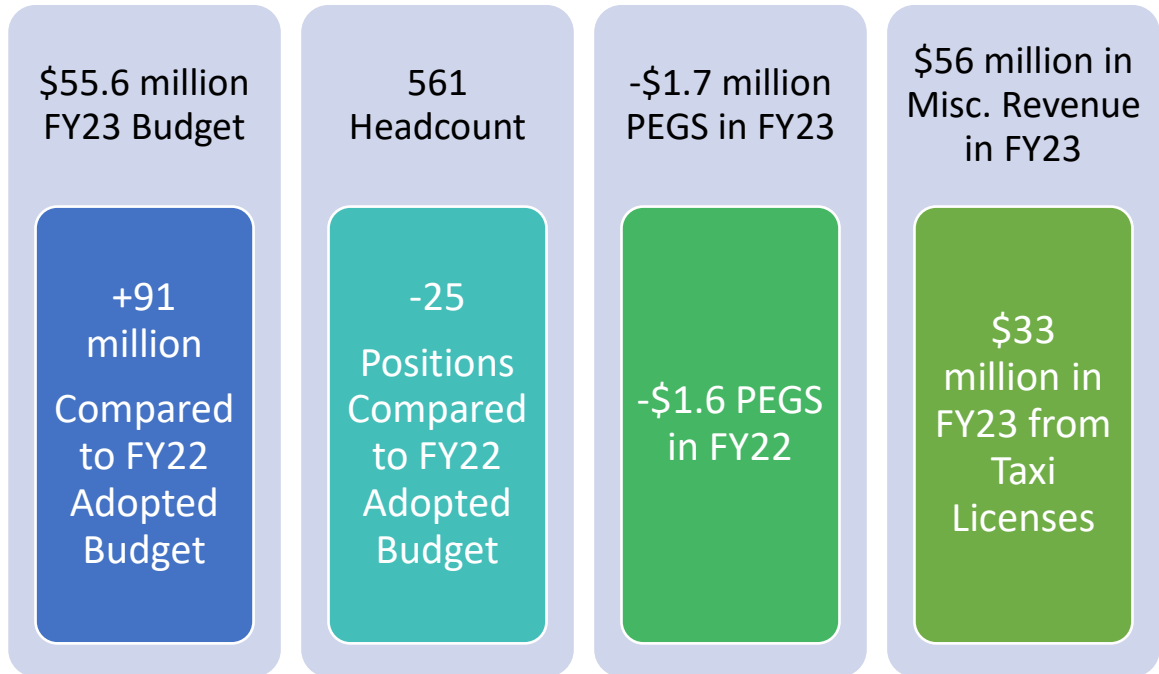 $55.6 million
FY23 Budget
+91
million
Compared
to FY22
Adopted
Budget
561
Headcount
-25
Positions
Compared
to FY22
Adopted
Budget
-$1.7 million
PEGS in FY23
-$1.6 PEGS
in FY22
$56 million in
Misc. Revenue
in FY23
$33
million in
FY23 from
Taxi
Licenses